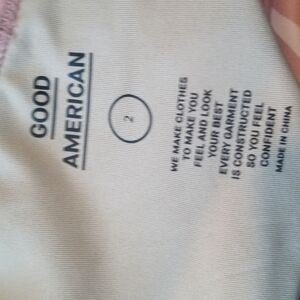 GOOD
AMERICAN
2
WE MAKE CLOTHES
TO MAKE YOU
FEEL AND LOOK
YOUR BEST
EVERY GARMENT
IS CONSTRUCTED
SO YOU FEEL
CONFIDENT
MADE IN CHINA